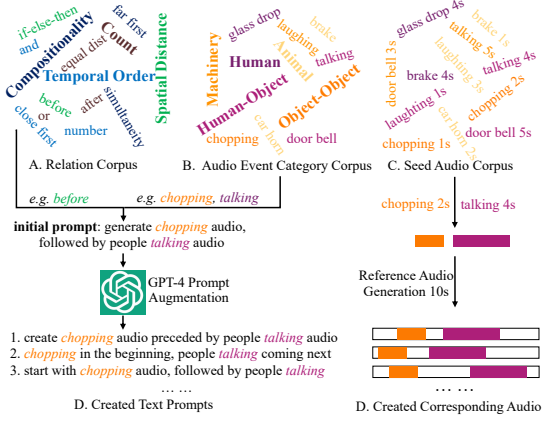 if-else-then
far first
and
Compositionality
Count
equal dist
Temporal Order
Spatial Distance
before
after
simultaneity
or
close first
number
A. Relation Corpus
glass drop
brake
laughing
Machinery
Human
Animal
talking
Human-Object
Object-Object
chopping
car horn
door bell
B. Audio Event Category Corpus
glass drop 4s
brake 1s
talking 5s
door bell 3s
laughing 3s
talking 4s
brake 4s
chopping 2s
laughting 1s
car horn 2s
door bell 5s
chopping 1s
C. Seed Audio Corpus
e.g. before
e.g. chopping, talking
chopping 2s
talking 4s
initial prompt: generate chopping audio,
followed by people talking audio
GPT-4 Prompt
Augmentation
Reference Audio
Generation 10s
1. create chopping audio preceded by people talking audio
2. chopping in the beginning, people talking coming next
3. start with chopping audio, followed by people talking
... ...
D. Created Text Prompts
... ...
D. Created Corresponding Audio